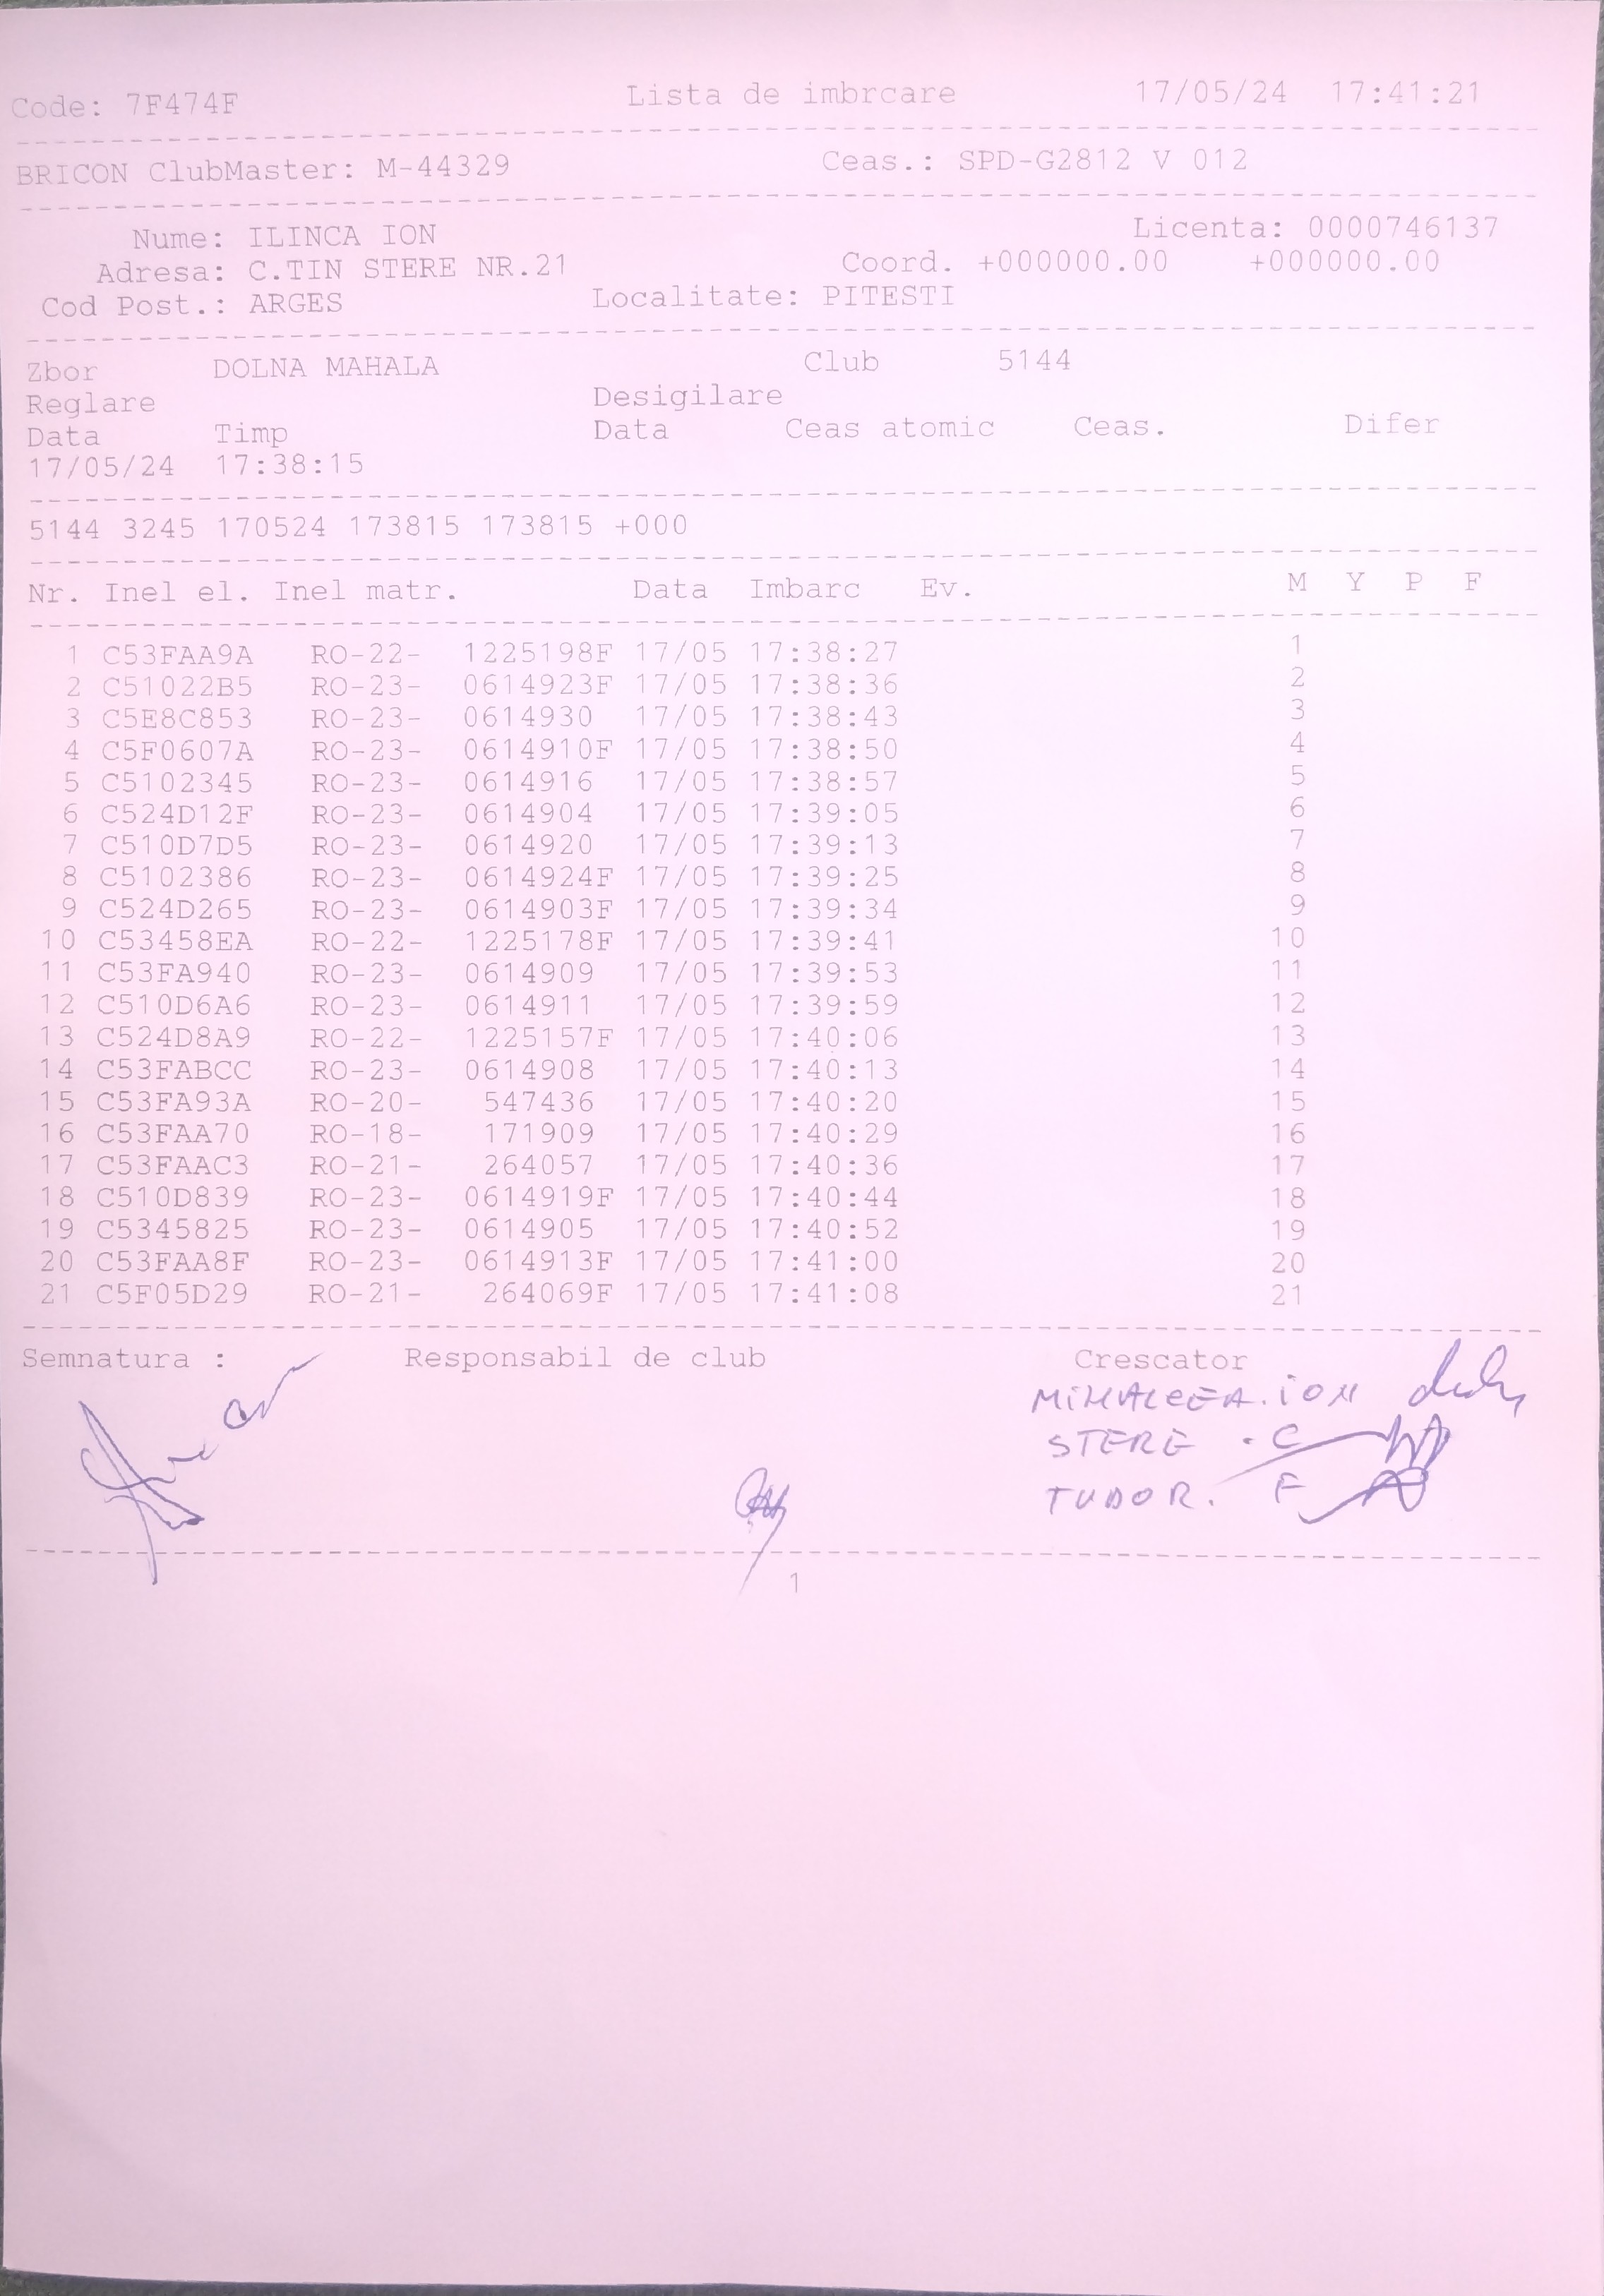 Code: 7F474F Lista de imbrcare 17/05/24 17:41:21
BRICON ClubMaster: M-44329 Ceas.: SPD-G2812 V 012
Nume: ILINCA ION Licenta: 0000746137
Adresa: C.TIN STERE NR.21 Coord. +000000.00 +000000.00
Cod Post.: ARGES Localitate: PITESTI
Zbor DOLNA MAHALA Club 5144
Reglare Desigilare
Data Timp Data Ceas atomic Ceas. Difer
17/05/24 17:38:15
5144 3245 170524 173815 173815 +000
Nr. Inel el. Inel matr. Data Imbarc Ev. M Y P F
1 C53FAA9A RO-22- 1225198F 17/05 17:38:27 1
2 C51022B5 RO-23- 0614923F 17/05 17:38:36 2
3 C5E8C853 RO-23- 0614930 17/05 17:38:43 3
4 C5F0607A RO-23- 0614910F 17/05 17:38:50 4
5 C5102345 RO-23- 0614916 17/05 17:38:57 5
6 C524D12F RO-23- 0614904 17/05 17:39:05 6
7 C510D7D5 RO-23- 0614920 17/05 17:39:13 7
8 C5102386 RO-23- 0614924F 17/05 17:39:25 8
9 C524D265 RO-23- 0614903F 17/05 17:39:34 9
10 C53458EA RO-22- 1225178F 17/05 17:39:41 10
11 C53FA940 RO-23- 0614909 17/05 17:39:53 11
12 C510D6A6 RO-23- 0614911 17/05 17:39:59 12
13 C524D8A9 RO-22- 1225157F 17/05 17:40:06 13
14 C53FABCC RO-23- 0614908 17/05 17:40:13 14
15 C53FA93A RO-20- 547436 17/05 17:40:20 15
16 C53FAA70 RO-18- 171909 17/05 17:40:29 16
17 C53FAAC3 RO-21- 264057 17/05 17:40:36 17
18 C510D839 RO-23- 0614919F 17/05 17:40:44 18
19 C5345825 RO-23- 0614905 17/05 17:40:52 19
20 C53FAA8F RO-23- 0614913F 17/05 17:41:00 20
21 C5F05D29 RO-21- 264069F 17/05 17:41:08 21
Semnatura : Responsabil de club Crescator
MIHALCEA. ION
STERE . C
TUDOR. F
1